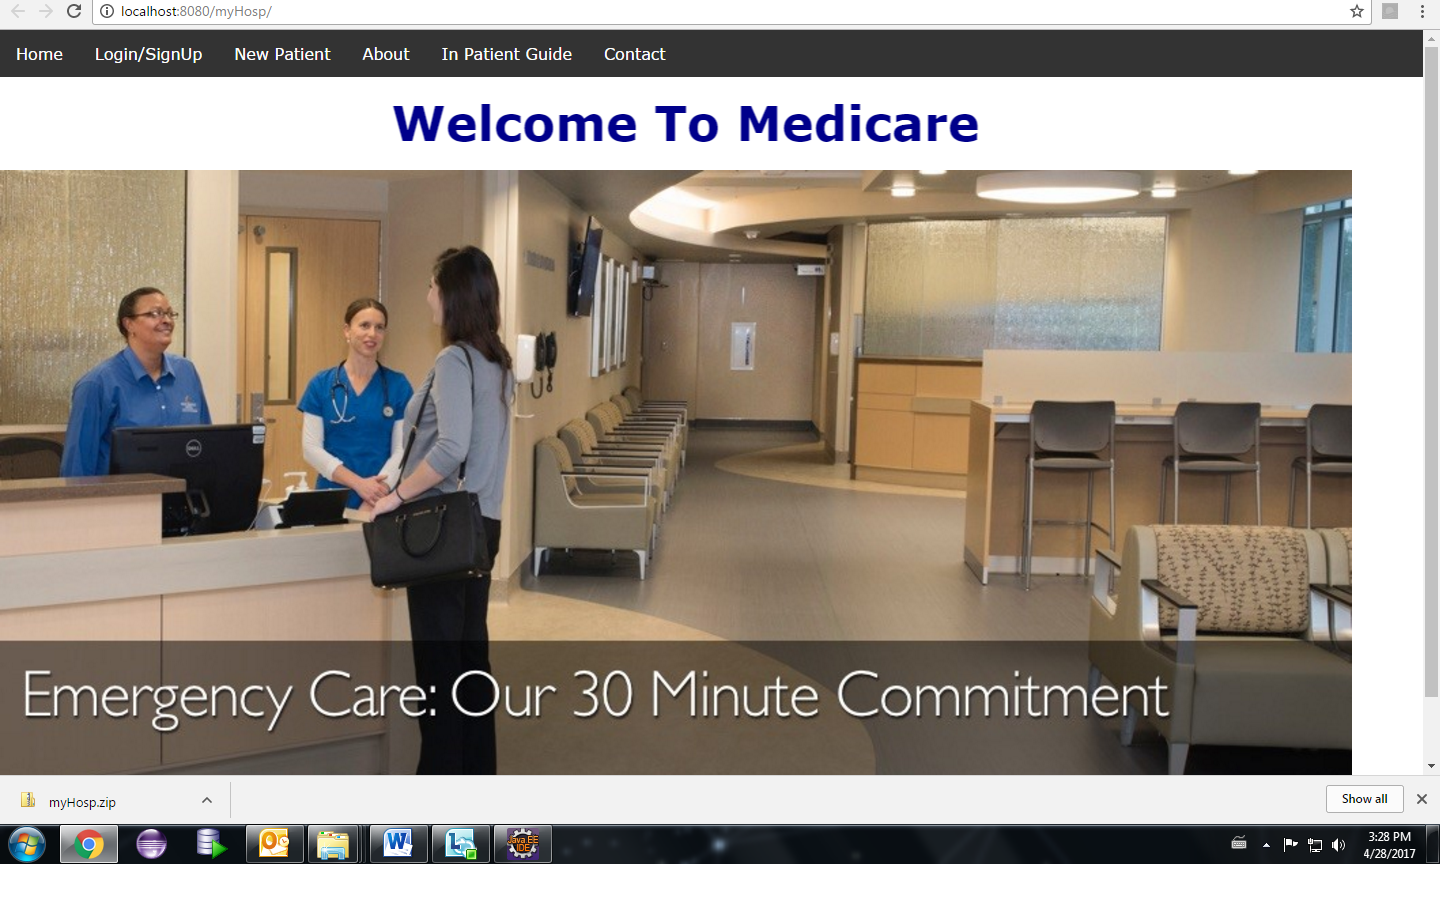 localhost:8080/myHosp/
Home Login/SignUp New Patient About In Patient Guide Contact
Welcome To Medicare
DELL
Emergency Care: Our 30 Minute Commitment
myHosp.zip
Show all
Java EE
IDE
3:28 PM
4/28/2017